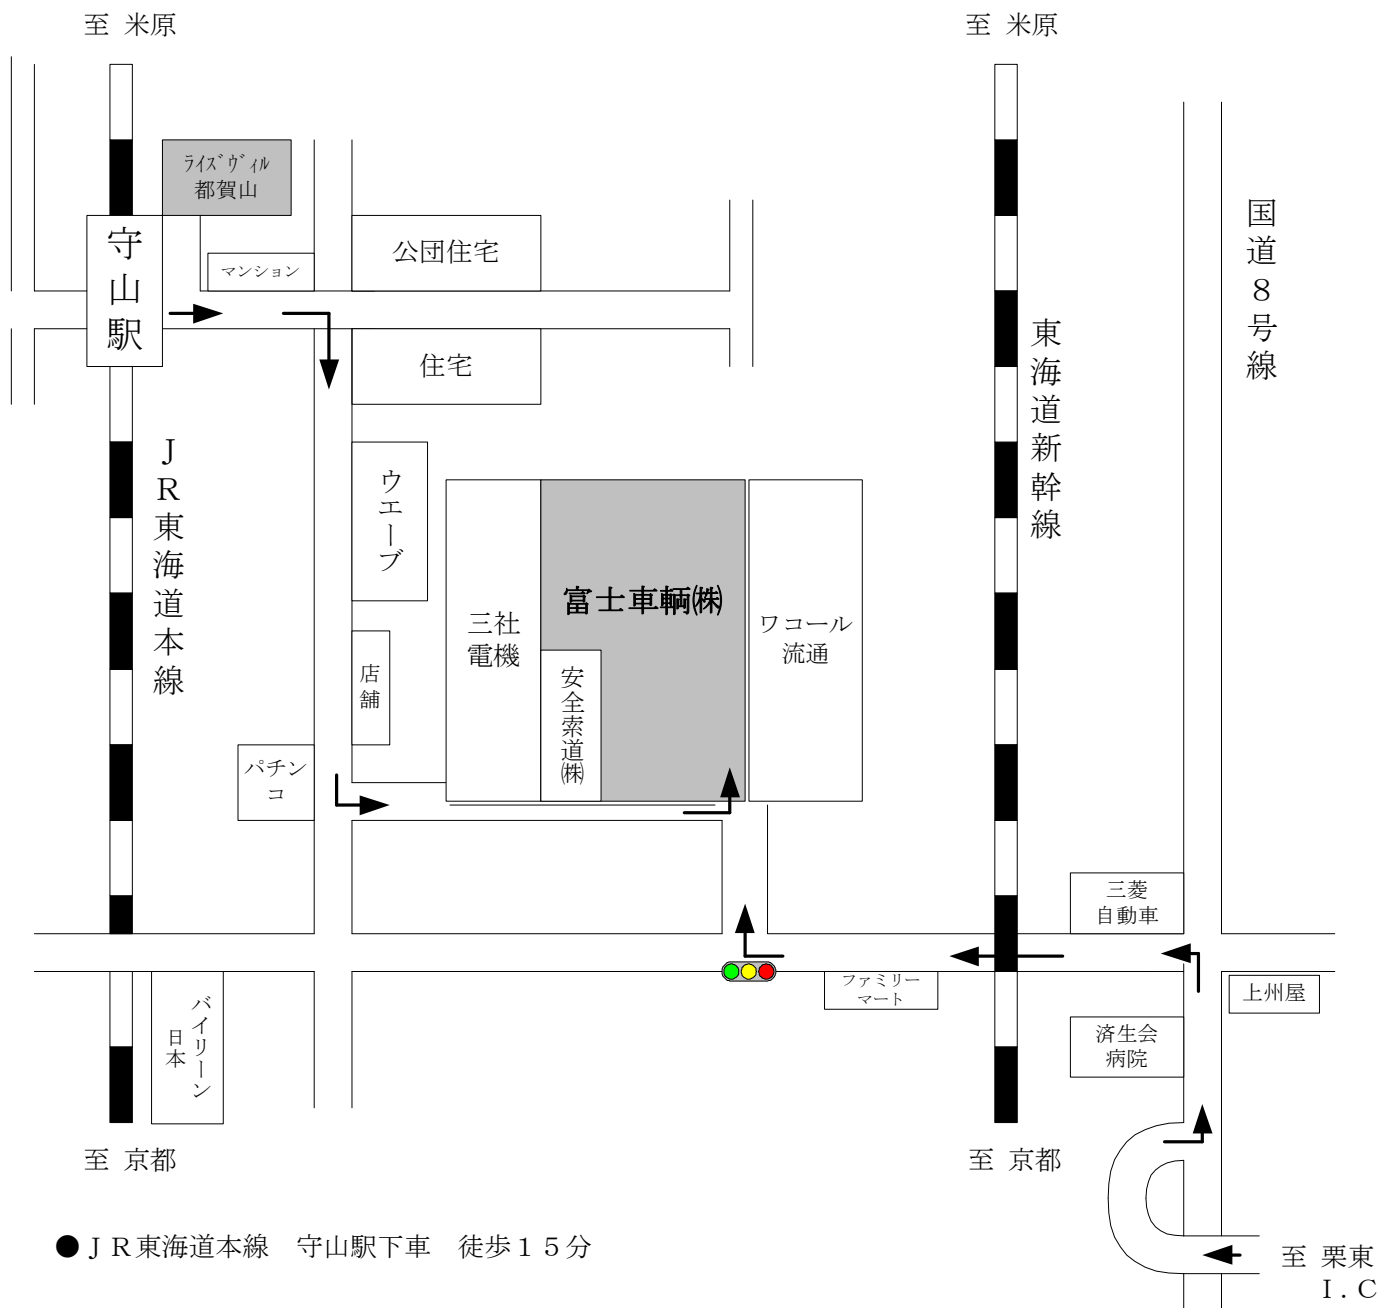 至 米原
至 米原
ﾗｲｽﾞｳﾞｨﾙ
都賀山
守山駅
マンション
公団住宅
国道８号線
東海道新幹線
住宅
ＪＲ東海道本線
ウエーブ
三社
電機
富士車輌㈱
ワコール
流通
安全索道㈱
店
舗
パチン
コ
三菱
自動車
ファミリー
マート
上州屋
済生会
病院
バイリーン
日本
至 京都
至 京都
●ＪＲ東海道本線　守山駅下車　徒歩１５分
至 栗東
Ｉ.Ｃ